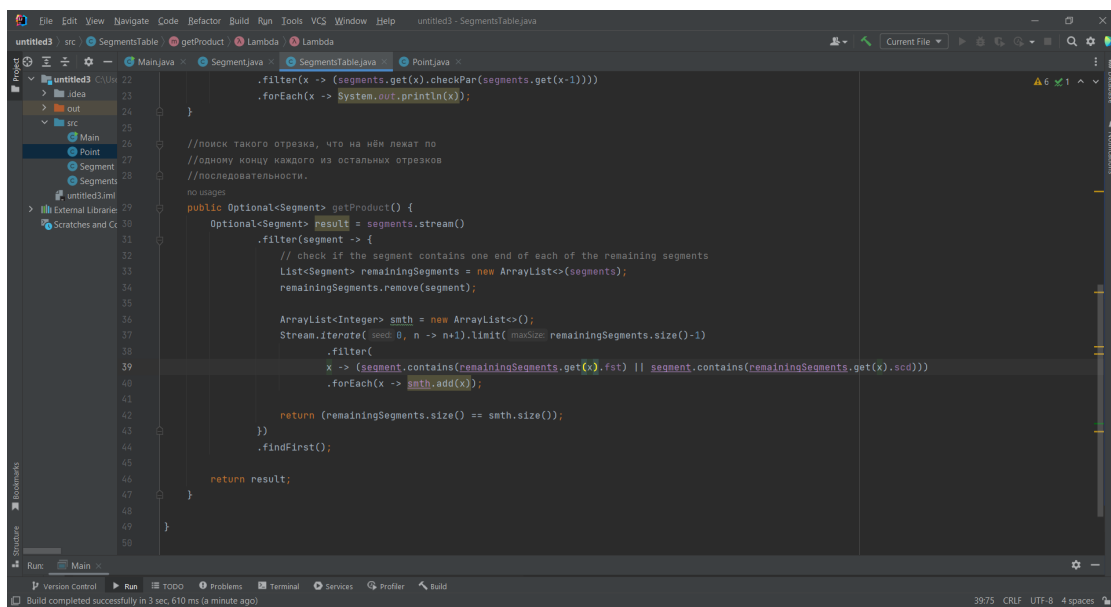 File Edit View Navigate Code Refactor Build Run Tools VCS Window Help untitled3 - SegmentsTable.java
untitled3 src SegmentsTable getProduct Lambda Lambda Current File
Project Main.java Segment.java SegmentsTable.java Point.java
untitled3 C:\Use
.idea
out
src
Main
Point
Segment
Segments
untitled3.iml
External Libraries
Scratches and Co
6 1
22 .filter(x -> (segments.get(x).checkPar(segments.get(x-1))))
23 .forEach(x -> System.out.println(x));
24 }
25
26 //поиск такого отрезка, что на нём лежат по
27 //одному концу каждого из остальных отрезков
28 //последовательности.
no usages
29 public Optional<Segment> getProduct() {
30 Optional<Segment> result = segments.stream()
31 .filter(segment -> {
32 // check if the segment contains one end of each of the remaining segments
33 List<Segment> remainingSegments = new ArrayList<>(segments);
34 remainingSegments.remove(segment);
35
36 ArrayList<Integer> smth = new ArrayList<>();
37 Stream.iterate( seed: 0, n -> n+1).limit( maxSize: remainingSegments.size()-1)
38 .filter(
39 x -> (segment.contains(remainingSegments.get(x).fst) || segment.contains(remainingSegments.get(x).scd)))
40 .forEach(x -> smth.add(x));
41
42 return (remainingSegments.size() == smth.size());
43 })
44 .findFirst();
45
46 return result;
47 }
48
49 }
50
Bookmarks
Structure
Run: Main
Version Control Run TODO Problems Terminal Services Profiler Build
Build completed successfully in 3 sec, 610 ms (a minute ago) 39:75 CRLF UTF-8 4 spaces